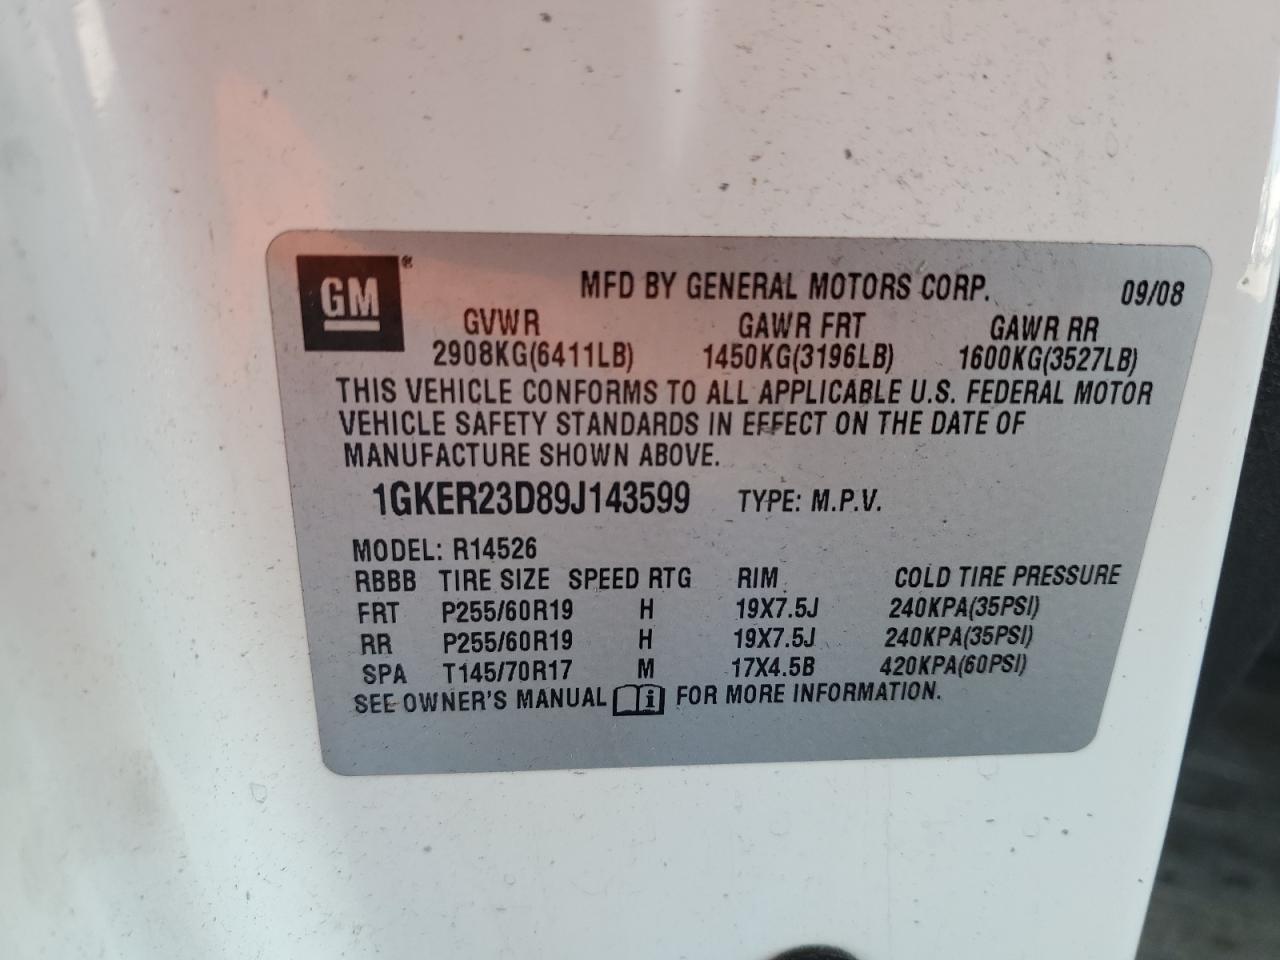 GM®
MFD BY GENERAL MOTORS CORP. 09/08
GVWR GAWR FRT GAWR RR
2908KG(6411LB) 1450KG(3196LB) 1600KG(3527LB)
THIS VEHICLE CONFORMS TO ALL APPLICABLE U.S. FEDERAL MOTOR
VEHICLE SAFETY STANDARDS IN EFFECT ON THE DATE OF
MANUFACTURE SHOWN ABOVE.
1GKER23D89J143599 TYPE: M.P.V.
MODEL: R14526
RBBB TIRE SIZE SPEED RTG RIM COLD TIRE PRESSURE
FRT P255/60R19 H 19X7.5J 240KPA(35PSI)
RR P255/60R19 H 19X7.5J 240KPA(35PSI)
SPA T145/70R17 M 17X4.5B 420KPA(60PSI)
SEE OWNER'S MANUAL i FOR MORE INFORMATION.